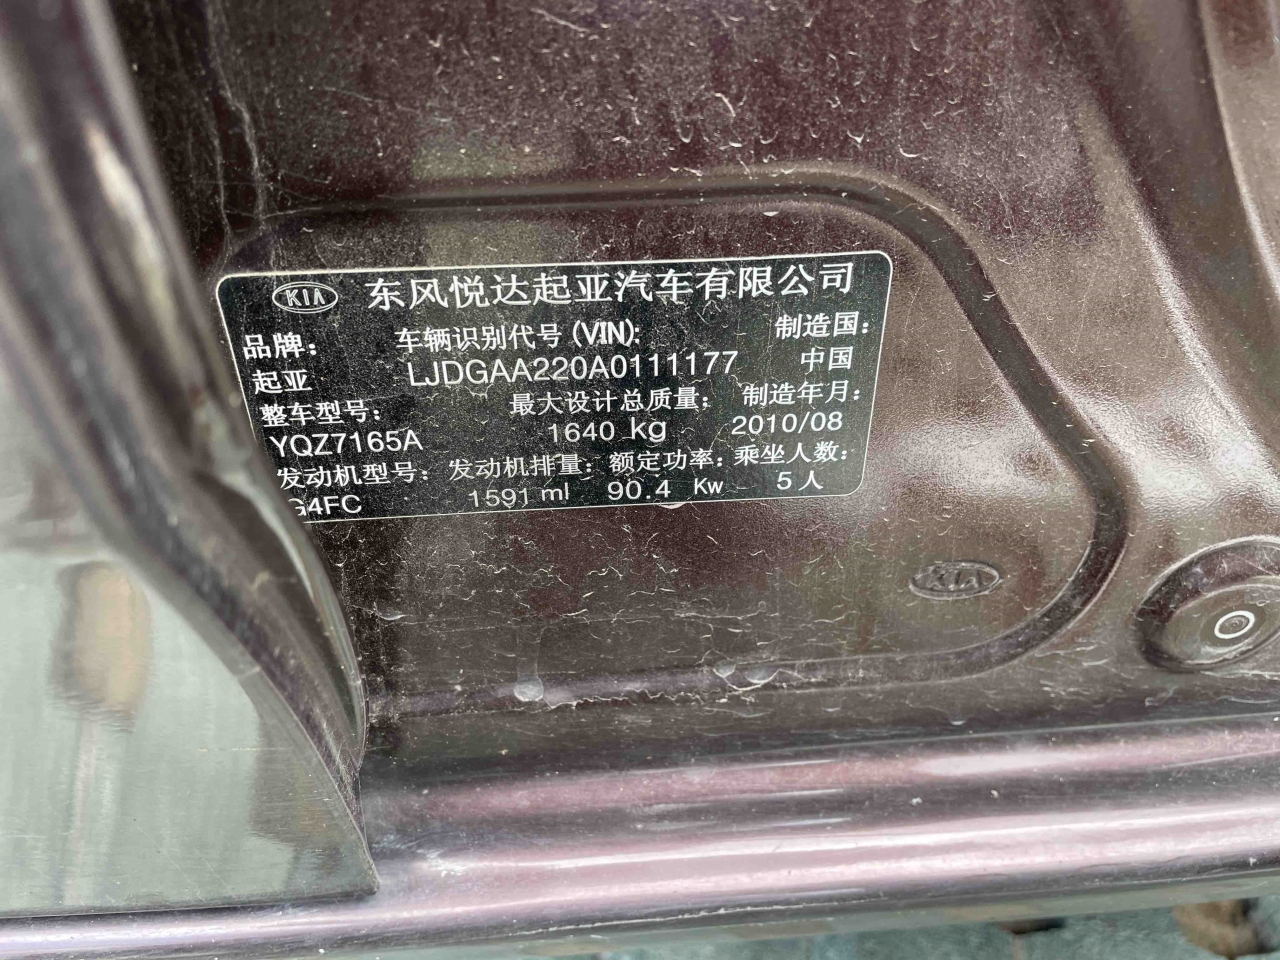 KIA 东风悦达起亚汽车有限公司
品牌: 车辆识别代号(VIN): 制造国:
起亚 LJDGAA220A0111177 中国
整车型号: 最大设计总质量: 制造年月:
YQZ7165A 1640 kg 2010/08
发动机型号: 发动机排量: 额定功率: 乘坐人数:
G4FC 1591 ml 90.4 Kw 5人
KIA